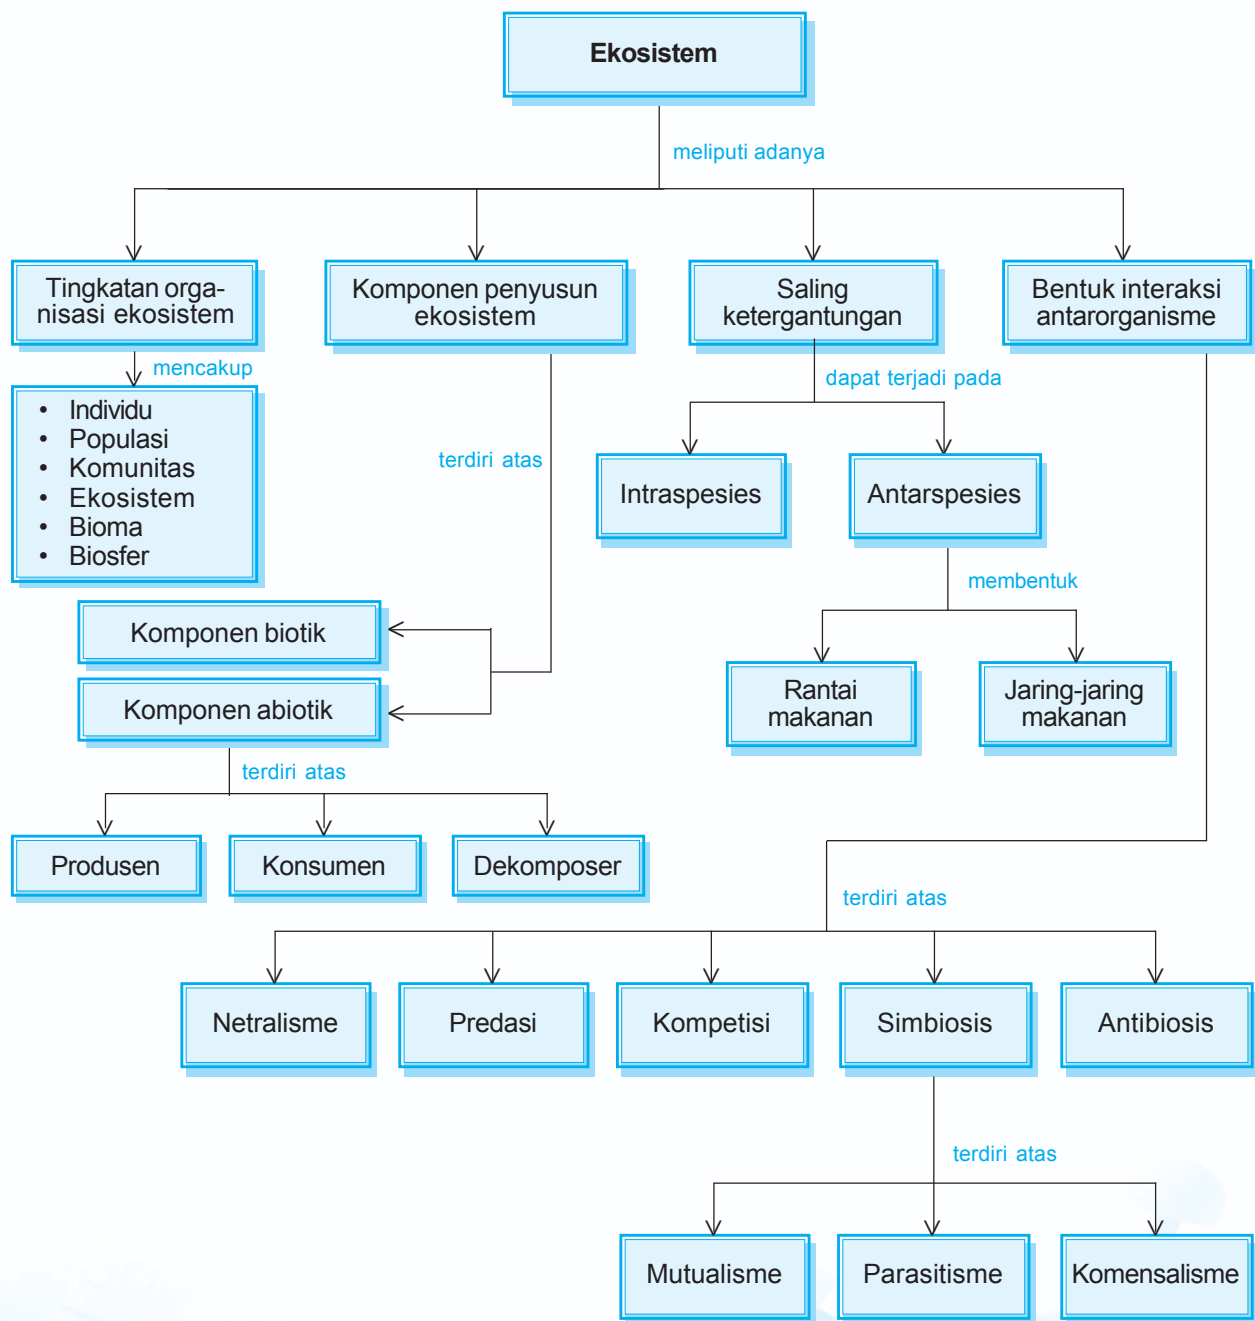 Ekosistem
meliputi adanya
Tingkatan orga-
nisasi ekosistem
Komponen penyusun
ekosistem
Saling
ketergantungan
Bentuk interaksi
antarorganisme
mencakup
• Individu
• Populasi
• Komunitas
• Ekosistem
• Bioma
• Biosfer
terdiri atas
dapat terjadi pada
Intraspesies
Antarspesies
membentuk
Komponen biotik
Komponen abiotik
Rantai
makanan
Jaring-jaring
makanan
terdiri atas
Produsen
Konsumen
Dekomposer
terdiri atas
Netralisme
Predasi
Kompetisi
Simbiosis
Antibiosis
terdiri atas
Mutualisme
Parasitisme
Komensalisme